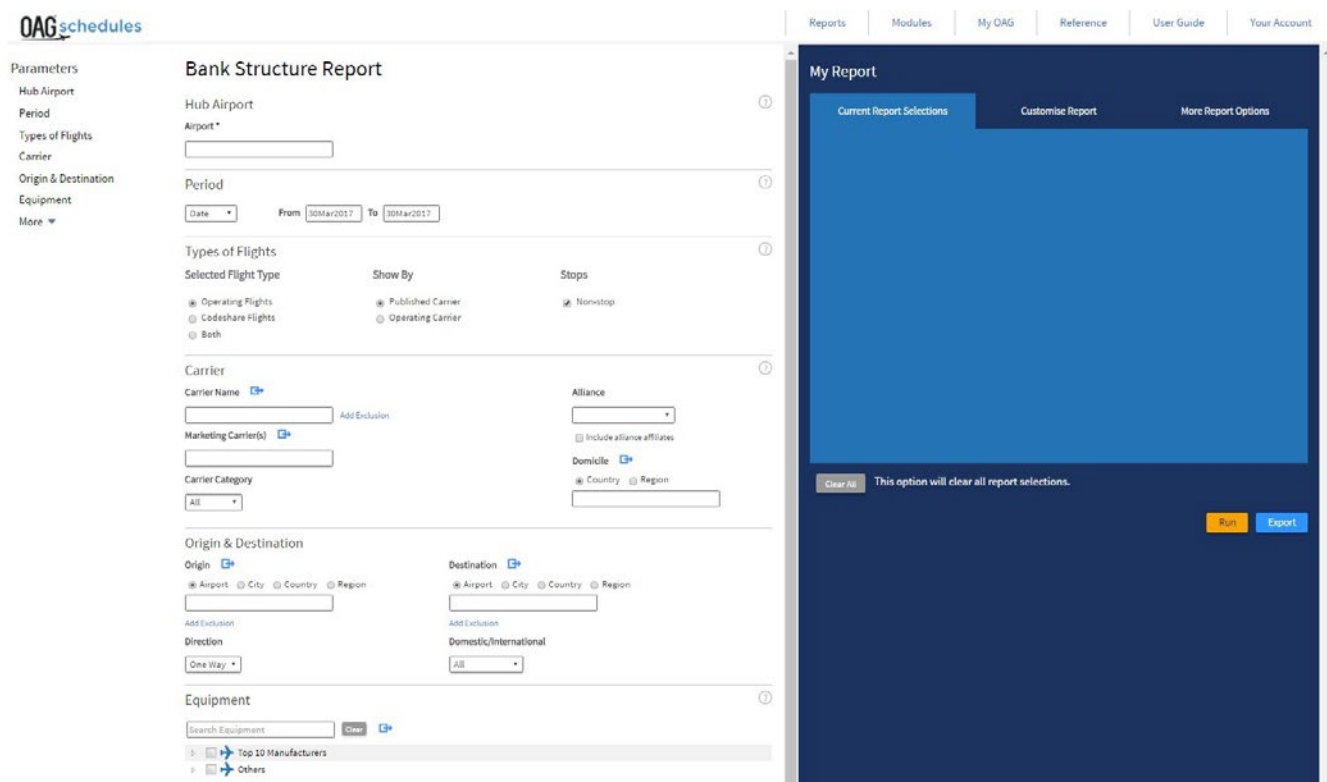 OAG schedules
Reports Modules My OAG Reference User Guide Your Account
Parameters
Hub Airport
Period
Types of Flights
Carrier
Origin & Destination
Equipment
More
Bank Structure Report
Hub Airport
Airport *
Period
Date From 30Mar2017 To 30Mar2017
Types of Flights
Selected Flight Type Show By Stops
Operating Flights Published Carrier Nonstop
Codeshare Flights Operating Carrier
Both
Carrier
Carrier Name Alliance
Add Exclusion
Marketing Carrier(s) Include alliance affiliates
Domicile
Carrier Category Country Region
All
Origin & Destination
Origin Destination
Airport City Country Region Airport City Country Region
Add Exclusion Add Exclusion
Direction Domestic/International
One Way All
Equipment
Search Equipment Clear
Top 10 Manufacturers
Others
My Report
Current Report Selections Customise Report More Report Options
Clear All This option will clear all report selections.
Run Export